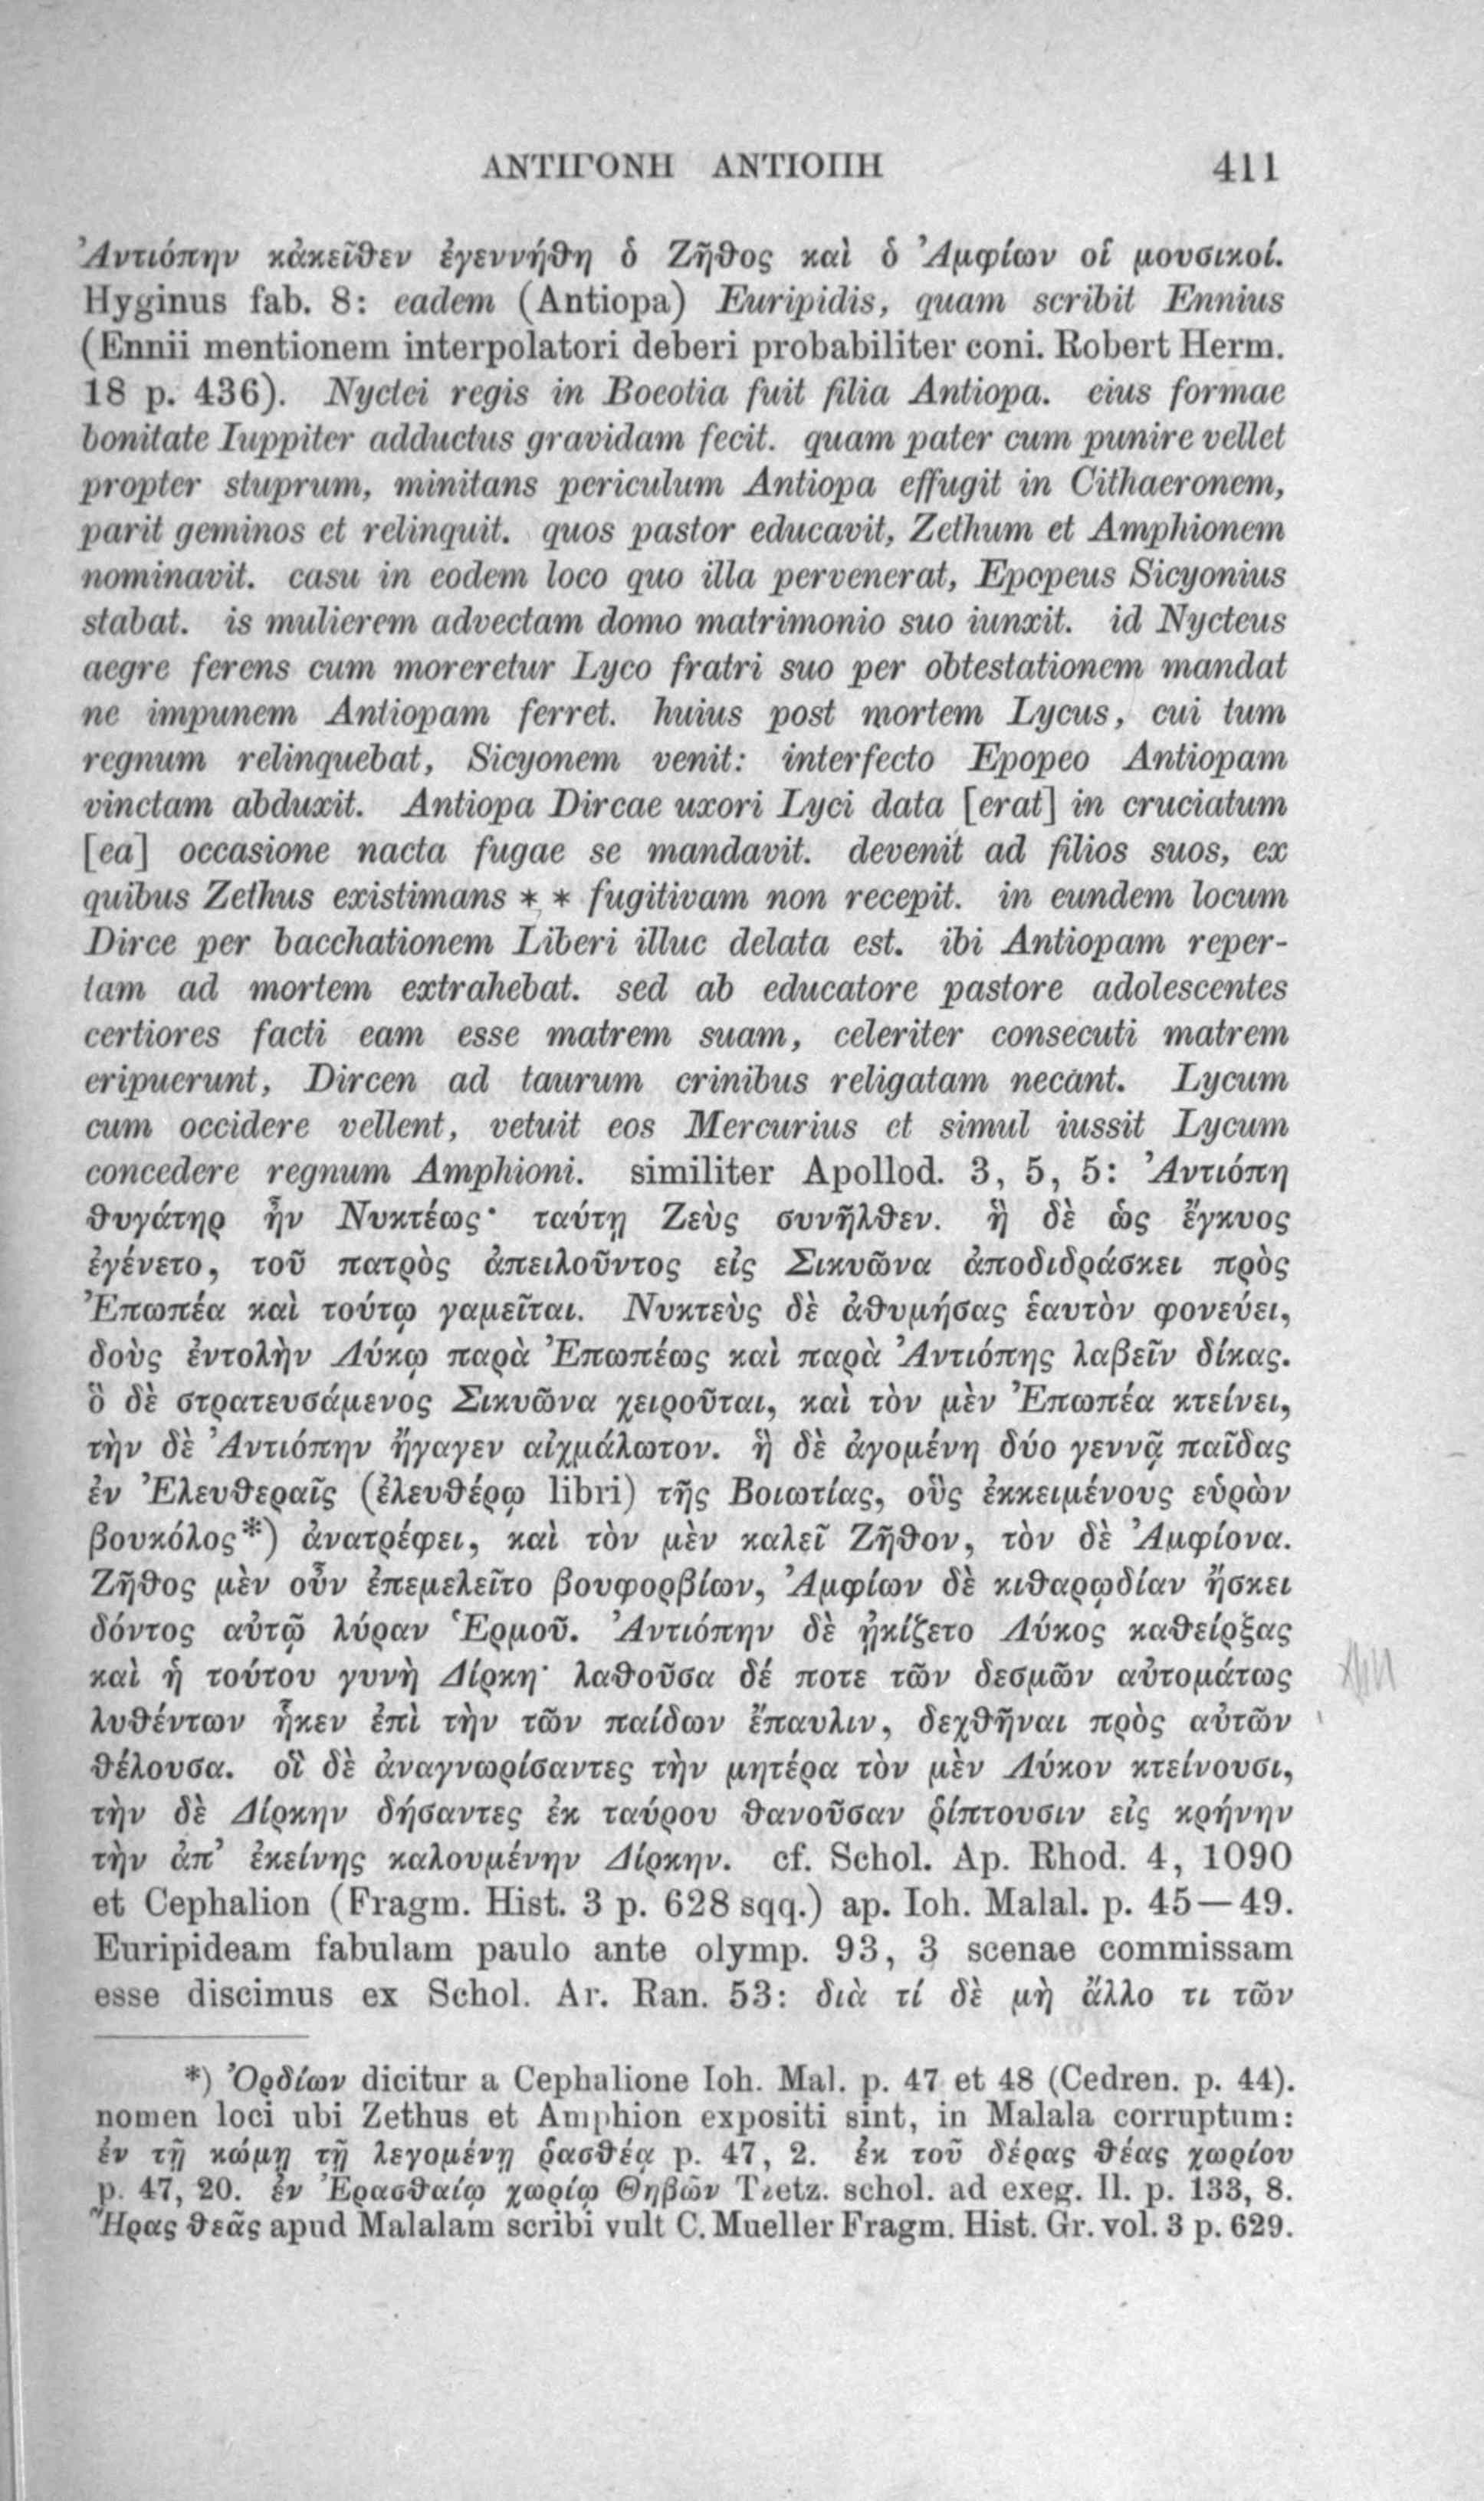 ΑΝΤΙΓΟΝΗ ΑΝΤΙΟΠΗ 411
Ἀντιόπην κἀκεῖθεν ἐγεννήθη ὁ Ζῆθος καὶ ὁ Ἀμφίων οἱ μουσικοί.
Hyginus fab. 8: eadem (Antiopa) Euripidis, quam scribit Ennius
(Ennii mentionem interpolatori deberi probabiliter coni. Robert Herm.
18 p. 436). Nyctei regis in Boeotia fuit filia Antiopa. eius formae
bonitate Iuppiter adductus gravidam fecit. quam pater cum punire vellet
propter stuprum, minitans periculum Antiopa effugit in Cithaeronem,
parit geminos et relinquit. quos pastor educavit, Zethum et Amphionem
nominavit. casu in eodem loco quo illa pervenerat, Epopeus Sicyonius
stabat. is mulierem advectam domo matrimonio suo iunxit. id Nycteus
aegre ferens cum moreretur Lyco fratri suo per obtestationem mandat
ne impunem Antiopam ferret. huius post mortem Lycus, cui tum
regnum relinquebat, Sicyonem venit: interfecto Epopeo Antiopam
vinctam abduxit. Antiopa Dircae uxori Lyci data [erat] in cruciatum
[ea] occasione nacta fugae se mandavit. devenit ad filios suos, ex
quibus Zethus existimans * * fugitivam non recepit. in eundem locum
Dirce per bacchationem Liberi illuc delata est. ibi Antiopam reper-
tam ad mortem extrahebat. sed ab educatore pastore adolescentes
certiores facti eam esse matrem suam, celeriter consecuti matrem
eripuerunt, Dircen ad taurum crinibus religatam necant. Lycum
cum occidere vellent, vetuit eos Mercurius et simul iussit Lycum
concedere regnum Amphioni. similiter Apollod. 3, 5, 5: Ἀντιόπη
θυγάτηρ ἦν Νυκτέως· ταύτῃ Ζεὺς συνῆλθεν. ἣ δὲ ὡς ἔγκυος
ἐγένετο, τοῦ πατρὸς ἀπειλοῦντος εἰς Σικυῶνα ἀποδιδράσκει πρὸς
Ἐπωπέα καὶ τούτῳ γαμεῖται. Νυκτεὺς δὲ ἀθυμήσας ἑαυτὸν φονεύει,
δοὺς ἐντολὴν Λύκῳ παρὰ Ἐπωπέως καὶ παρὰ Ἀντιόπης λαβεῖν δίκας.
ὃ δὲ στρατευσάμενος Σικυῶνα χειροῦται, καὶ τὸν μὲν Ἐπωπέα κτείνει,
τὴν δὲ Ἀντιόπην ἤγαγεν αἰχμάλωτον. ἣ δὲ ἀγομένη δύο γεννᾷ παῖδας
ἐν Ἐλευθεραῖς (ἐλευθέρῳ libri) τῆς Βοιωτίας, οὓς ἐκκειμένους εὑρὼν
βουκόλος*) ἀνατρέφει, καὶ τὸν μὲν καλεῖ Ζῆθον, τὸν δὲ Ἀμφίονα.
Ζῆθος μὲν οὖν ἐπεμελεῖτο βουφορβίων, Ἀμφίων δὲ κιθαρῳδίαν ἤσκει
δόντος αὐτῷ λύραν Ἑρμοῦ. Ἀντιόπην δὲ ᾐκίζετο Λύκος καθείρξας
καὶ ἡ τούτου γυνὴ Δίρκη· λαθοῦσα δέ ποτε τῶν δεσμῶν αὐτομάτως
λυθέντων ἧκεν ἐπὶ τὴν τῶν παίδων ἔπαυλιν, δεχθῆναι πρὸς αὐτῶν
θέλουσα. οἳ δὲ ἀναγνωρίσαντες τὴν μητέρα τὸν μὲν Λύκον κτείνουσι,
τὴν δὲ Δίρκην δήσαντες ἐκ ταύρου θανοῦσαν ῥίπτουσιν εἰς κρήνην
τὴν ἀπ’ ἐκείνης καλουμένην Δίρκην. cf. Schol. Ap. Rhod. 4, 1090
et Cephalion (Fragm. Hist. 3 p. 628 sqq.) ap. Ioh. Malal. p. 45—49.
Euripideam fabulam paulo ante olymp. 93, 3 scenae commissam
esse discimus ex Schol. Ar. Ran. 53: διὰ τί δὲ μὴ ἄλλο τι τῶν
*) Ὀρδίων dicitur a Cephalione Ioh. Mal. p. 47 et 48 (Cedren. p. 44).
nomen loci ubi Zethus et Amphion expositi sint, in Malala corruptum:
ἐν τῇ κώμῃ τῇ λεγομένῃ ῥασθέᾳ p. 47, 2. ἐκ τοῦ δέρας θέας χωρίου
p. 47, 20. ἐν Ἐρασθαίῳ χωρίῳ Θηβῶν Tzetz. schol. ad exeg. Il. p. 133, 8.
Ἥρας θεᾶς apud Malalam scribi vult C. Mueller Fragm. Hist. Gr. vol. 3 p. 629.